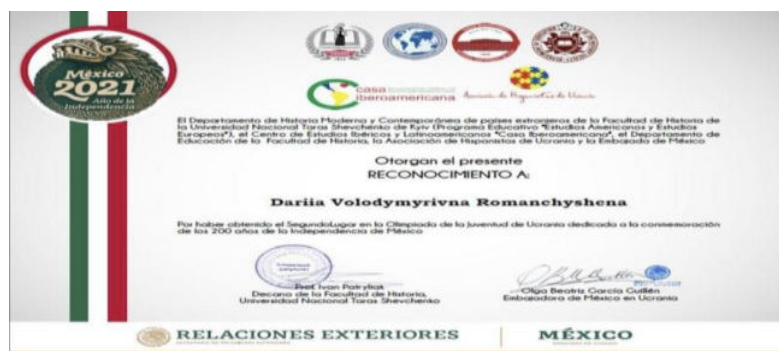 México
2021
Año de la
Independencia
casa
iberoamericana
Asociación de Hispanistas de Ucrania
El Departamento de Historia Moderna y Contemporánea de países extranjeros de la Facultad de Historia de
la Universidad Nacional Taras Shevchenko de Kyiv (Programa Educativo "Estudios Americanos y Estudios
Europeos"), el Centro de Estudios Ibéricos y Latinoamericanos "Casa Iberoamericana", el Departamento de
Educación de la Facultad de Historia, la Asociación de Hispanistas de Ucrania y la Embajada de México
Otorgan el presente
RECONOCIMIENTO A:
Dariia Volodymyrivna Romanchyshena
Por haber obtenido el SegundoLugar en la Olimpiada de la Juventud de Ucrania dedicada a la conmemoración
de los 200 años de la Independencia de México
Prof. Ivan Patryliak
Decano de la Facultad de Historia,
Universidad Nacional Taras Shevchenko
Olga Beatriz García Guillén
Embajadora de México en Ucrania
RELACIONES EXTERIORES
MÉXICO